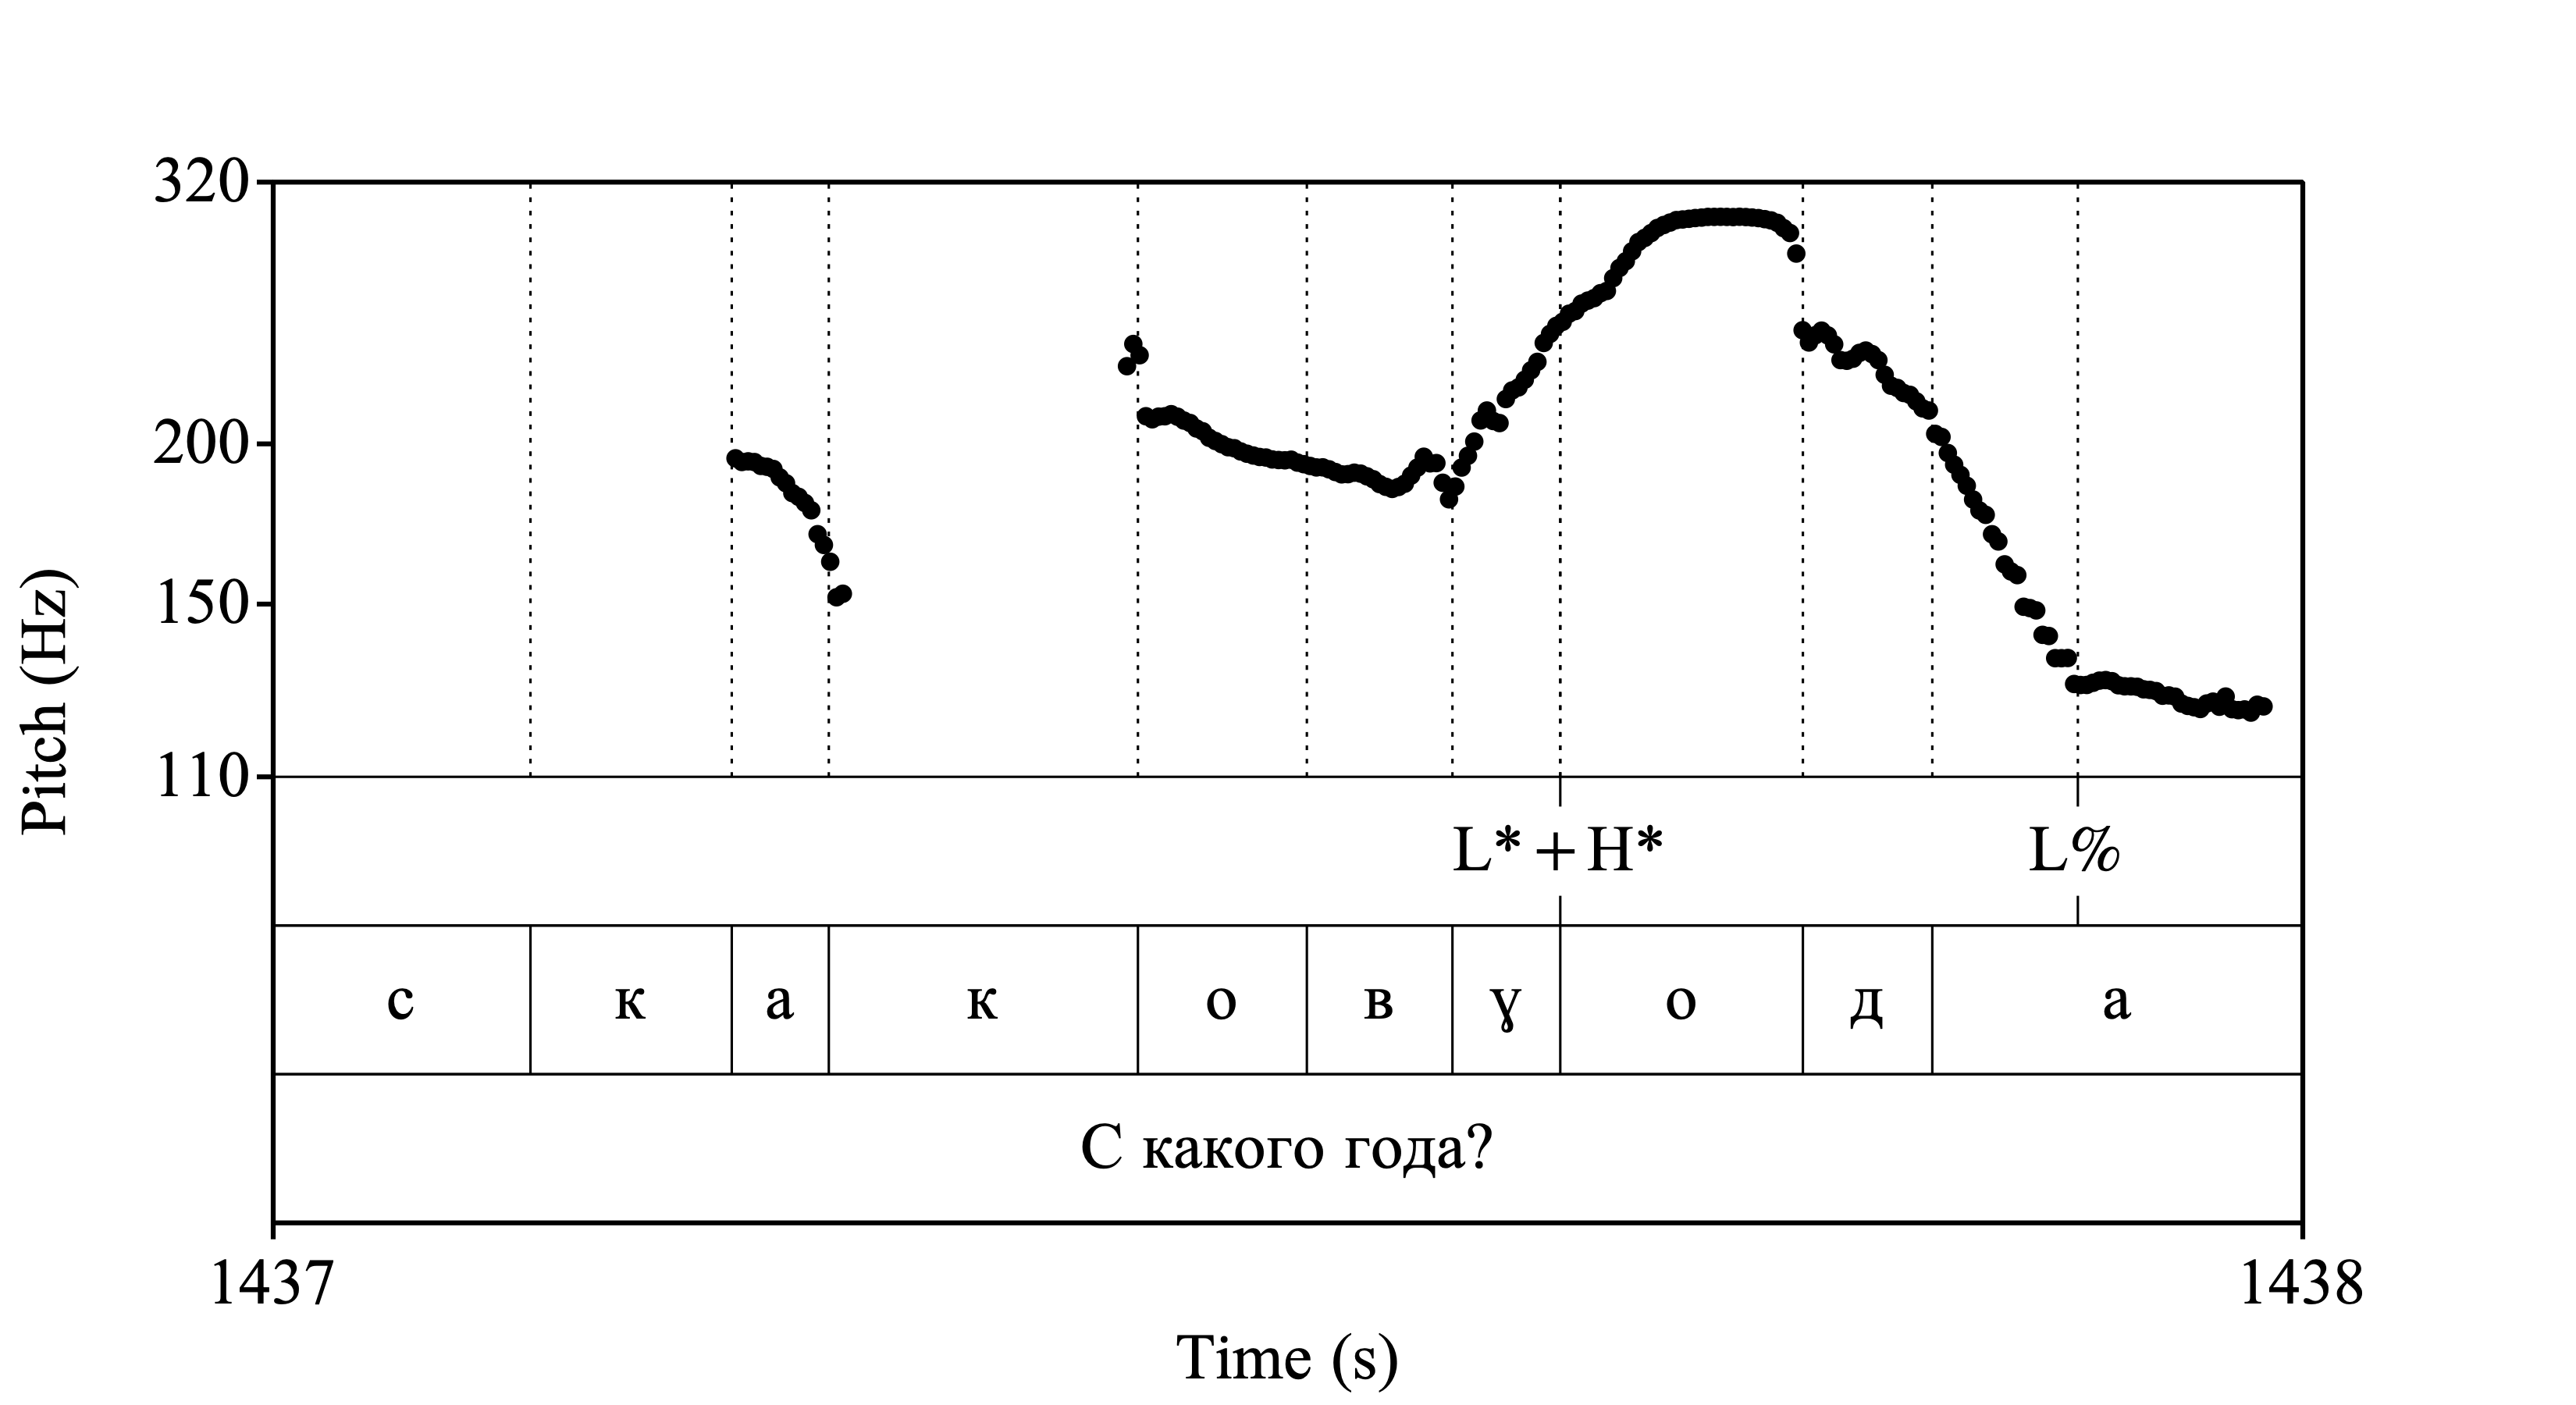 320
200
150
110
Pitch (Hz)
L*+H* L%
с к а к о в ɣ о д а
С какого года?
1437 1438
Time (s)